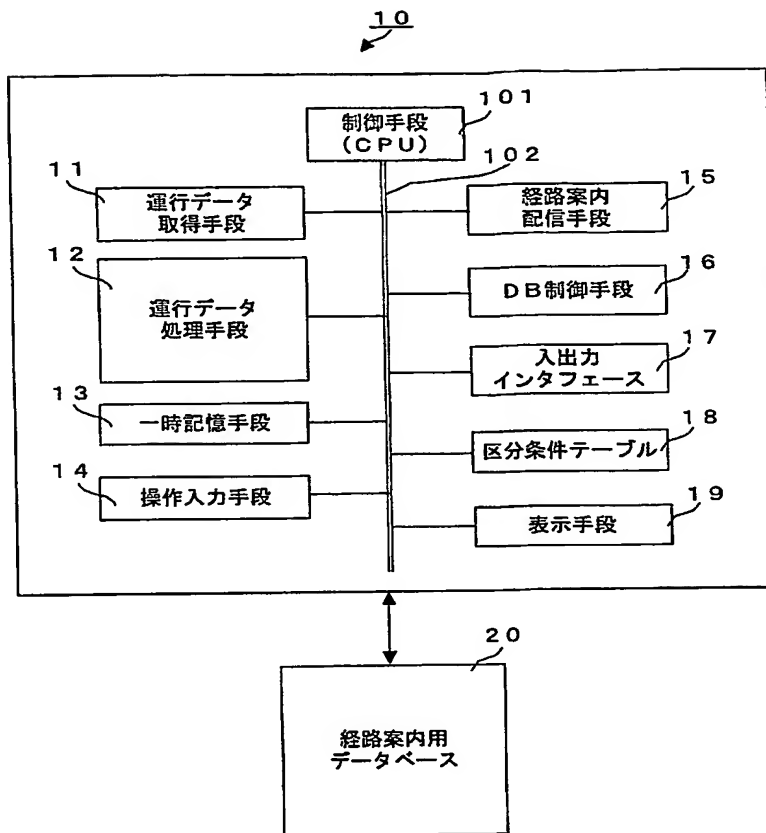 10
101
制御手段
(CPU)
102
11
運行データ
取得手段
15
経路案内
配信手段
12
運行データ
処理手段
16
DB制御手段
17
入出力
インタフェース
13
一時記憶手段
18
区分条件テーブル
14
操作入力手段
19
表示手段
20
経路案内用
データベース